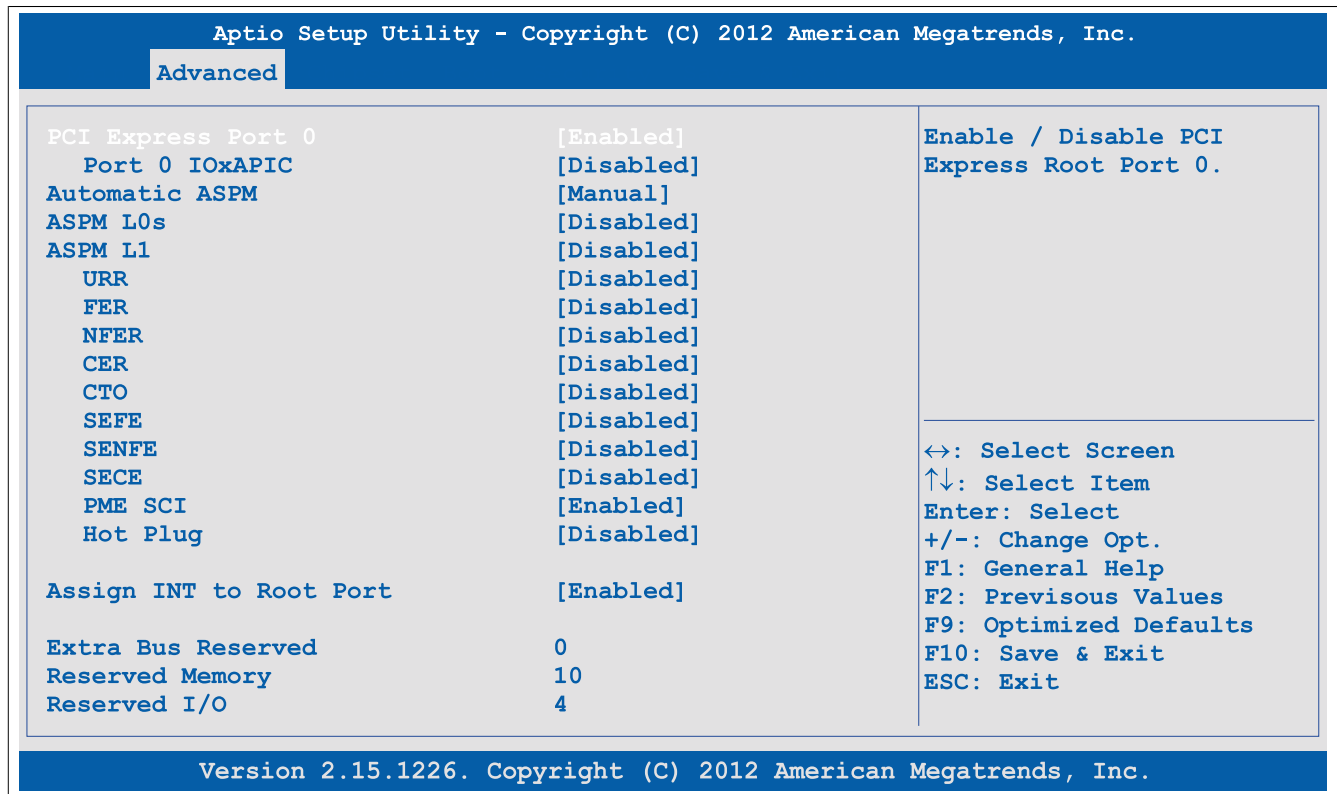 Aptio Setup Utility - Copyright (C) 2012 American Megatrends, Inc.
Advanced
PCI Express Port 0 [Enabled]
Port 0 IOxAPIC [Disabled]
Automatic ASPM [Manual]
ASPM L0s [Disabled]
ASPM L1 [Disabled]
URR [Disabled]
FER [Disabled]
NFER [Disabled]
CER [Disabled]
CTO [Disabled]
SEFE [Disabled]
SENFE [Disabled]
SECE [Disabled]
PME SCI [Enabled]
Hot Plug [Disabled]
Assign INT to Root Port [Enabled]
Extra Bus Reserved 0
Reserved Memory 10
Reserved I/O 4
Enable / Disable PCI
Express Root Port 0.
↔: Select Screen
↑↓: Select Item
Enter: Select
+/-: Change Opt.
F1: General Help
F2: Previsous Values
F9: Optimized Defaults
F10: Save & Exit
ESC: Exit
Version 2.15.1226. Copyright (C) 2012 American Megatrends, Inc.